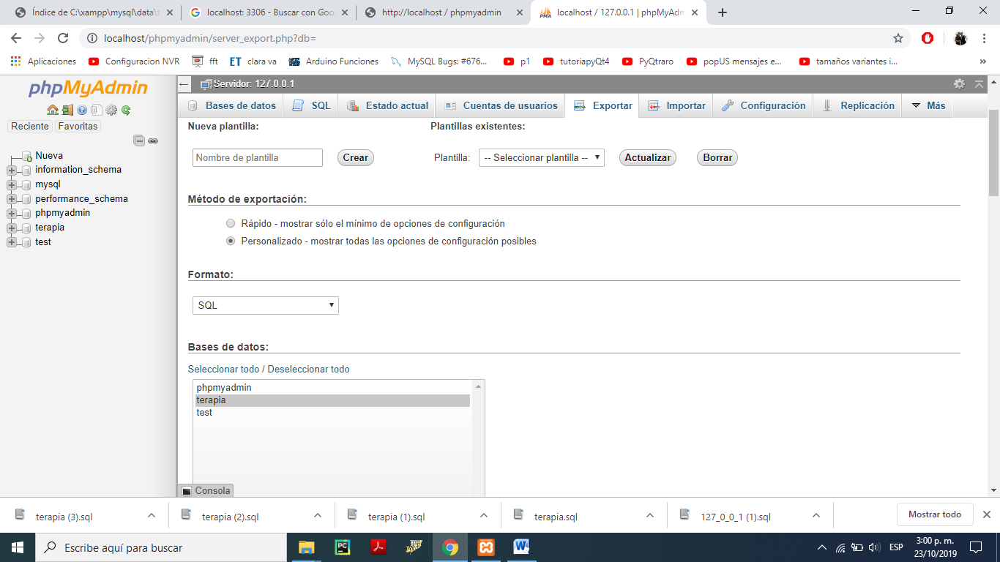 Índice de C:\xampp\mysql\data\t
localhost: 3306 - Buscar con Goo
http://localhost / phpmyadmin
localhost / 127.0.0.1 | phpMyAdm
localhost/phpmyadmin/server_export.php?db=
Aplicaciones
Configuracion NVR
fft
ET clara va
Arduino Funciones
MySQL Bugs: #676...
p1
tutoriapyQt4
PyQtraro
popUS mensajes e...
tamaños variantes i...
»
phpMyAdmin
Reciente
Favoritas
Nueva
information_schema
mysql
performance_schema
phpmyadmin
terapia
test
Servidor: 127.0.0.1
Bases de datos
SQL
Estado actual
Cuentas de usuarios
Exportar
Importar
Configuración
Replicación
Más
Nueva plantilla:
Plantillas existentes:
Nombre de plantilla
Crear
Plantilla:
-- Seleccionar plantilla --
Actualizar
Borrar
Método de exportación:
Rápido - mostrar sólo el mínimo de opciones de configuración
Personalizado - mostrar todas las opciones de configuración posibles
Formato:
SQL
Bases de datos:
Seleccionar todo / Deseleccionar todo
phpmyadmin
terapia
test
Consola
terapia (3).sql
terapia (2).sql
terapia (1).sql
terapia.sql
127_0_0_1 (1).sql
Mostrar todo
Escribe aquí para buscar
ESP
3:00 p. m.
23/10/2019